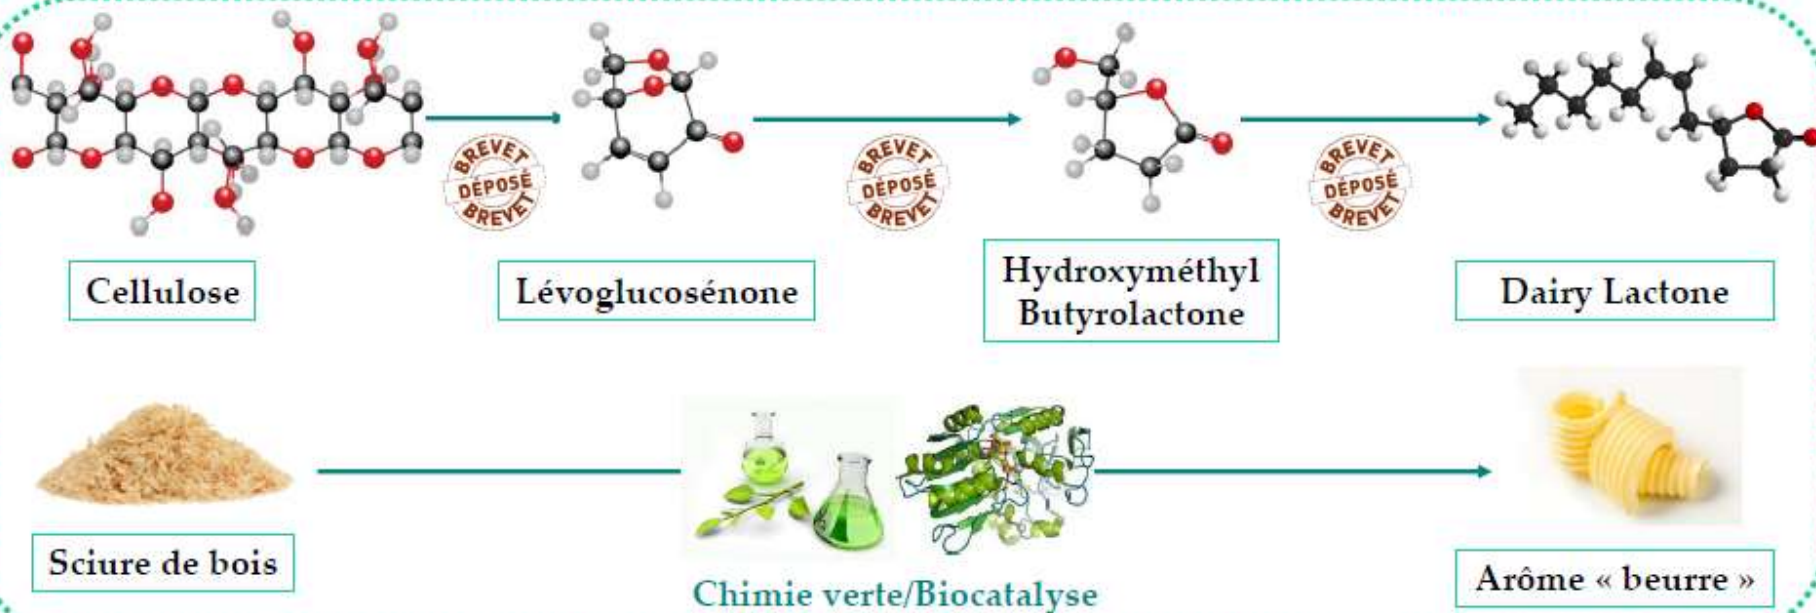 BREVET
DÉPOSÉ
BREVET
BREVET
DÉPOSÉ
BREVET
BREVET
DÉPOSÉ
BREVET
Cellulose
Lévoglucosénone
Hydroxyméthyl
Butyrolactone
Dairy Lactone
Sciure de bois
Chimie verte/Biocatalyse
Arôme « beurre »